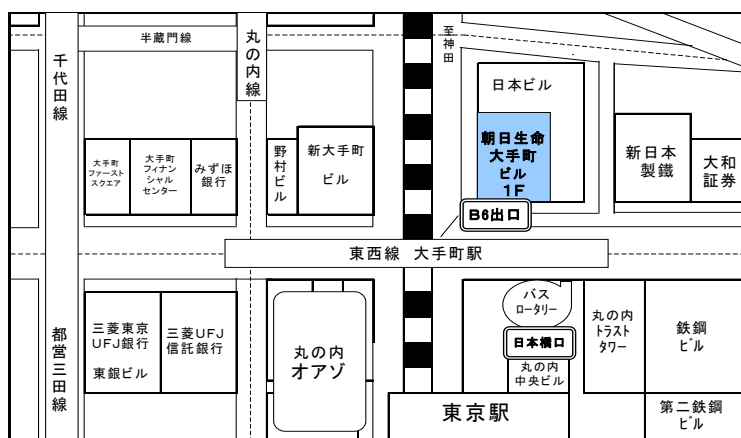 半蔵門線
千代田線
丸の内線
至神田
日本ビル
朝日生命
大手町
ビル
1F
大手町
ファースト
スクエア
大手町
フィナン
シャル
センター
みずほ
銀行
野村ビル
新大手町
ビル
新日本
製鐵
大和
証券
B6出口
東西線 大手町駅
都営三田線
三菱東京
UFJ銀行
東銀ビル
三菱UFJ
信託銀行
丸の内
オアゾ
バス
ロータリー
日本橋口
丸の内
中央ビル
丸の内
トラスト
タワー
鉄鋼
ビル
東京駅
第二鉄鋼
ビル